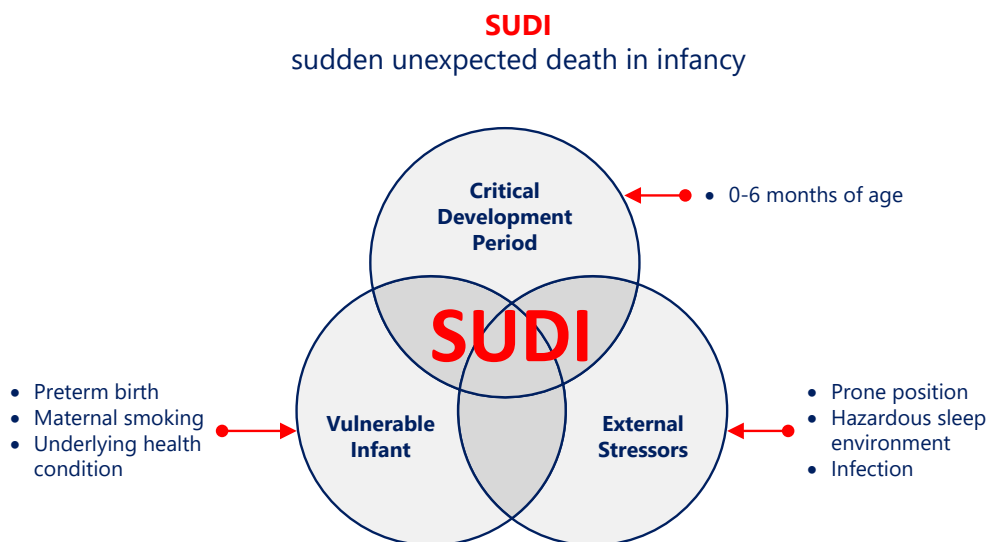 SUDI
sudden unexpected death in infancy
Critical
Development
Period
• 0-6 months of age
SUDI
• Preterm birth
• Maternal smoking
• Underlying health
condition
Vulnerable
Infant
External
Stressors
• Prone position
• Hazardous sleep
environment
• Infection